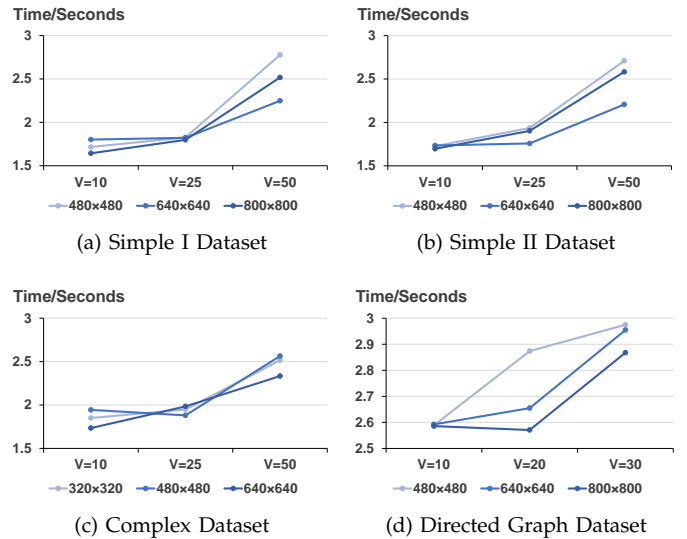 Time/Seconds
3
2.5
2
1.5
V=10 V=25 V=50
480×480 640×640 800×800
(a) Simple I Dataset
Time/Seconds
3
2.5
2
1.5
V=10 V=25 V=50
480×480 640×640 800×800
(b) Simple II Dataset
Time/Seconds
3
2.5
2
1.5
V=10 V=25 V=50
320×320 480×480 640×640
(c) Complex Dataset
Time/Seconds
3
2.9
2.8
2.7
2.6
2.5
V=10 V=20 V=30
480×480 640×640 800×800
(d) Directed Graph Dataset